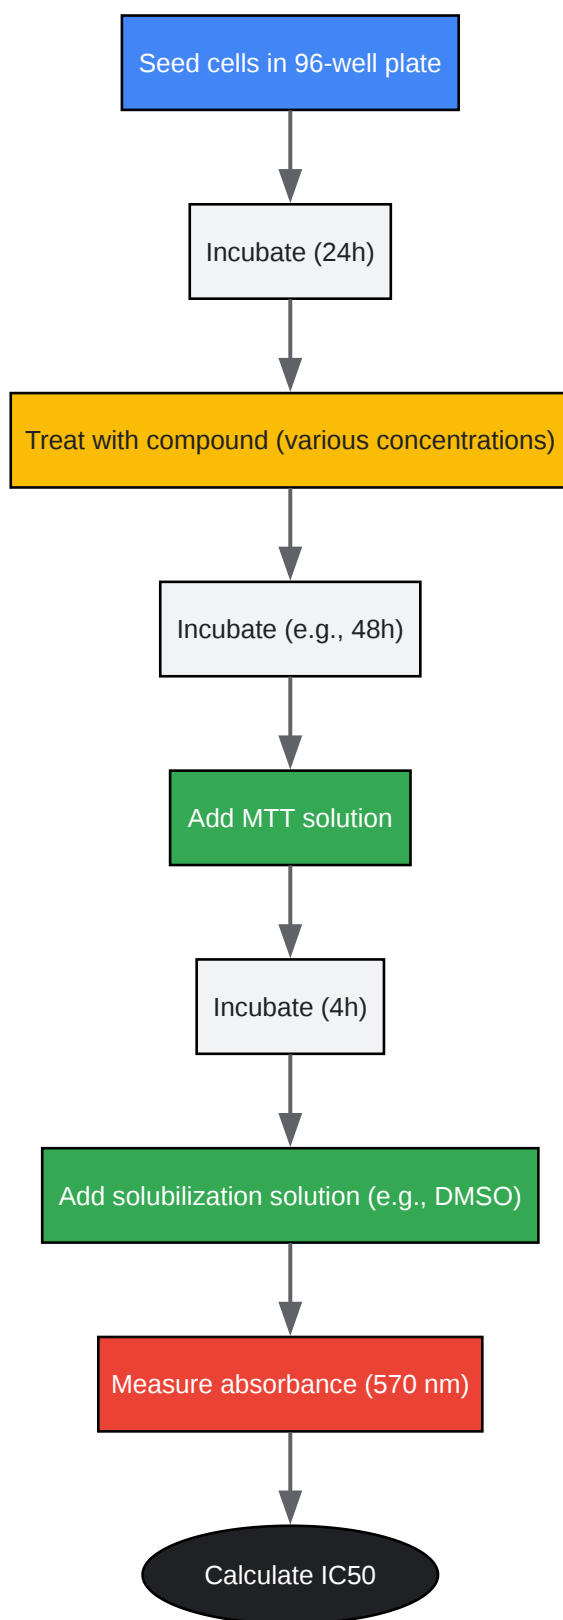 Seed cells in 96-well plate
Incubate (24h)
Treat with compound (various concentrations)
Incubate (e.g., 48h)
Add MTT solution
Incubate (4h)
Add solubilization solution (e.g., DMSO)
Measure absorbance (570 nm)
Calculate IC50